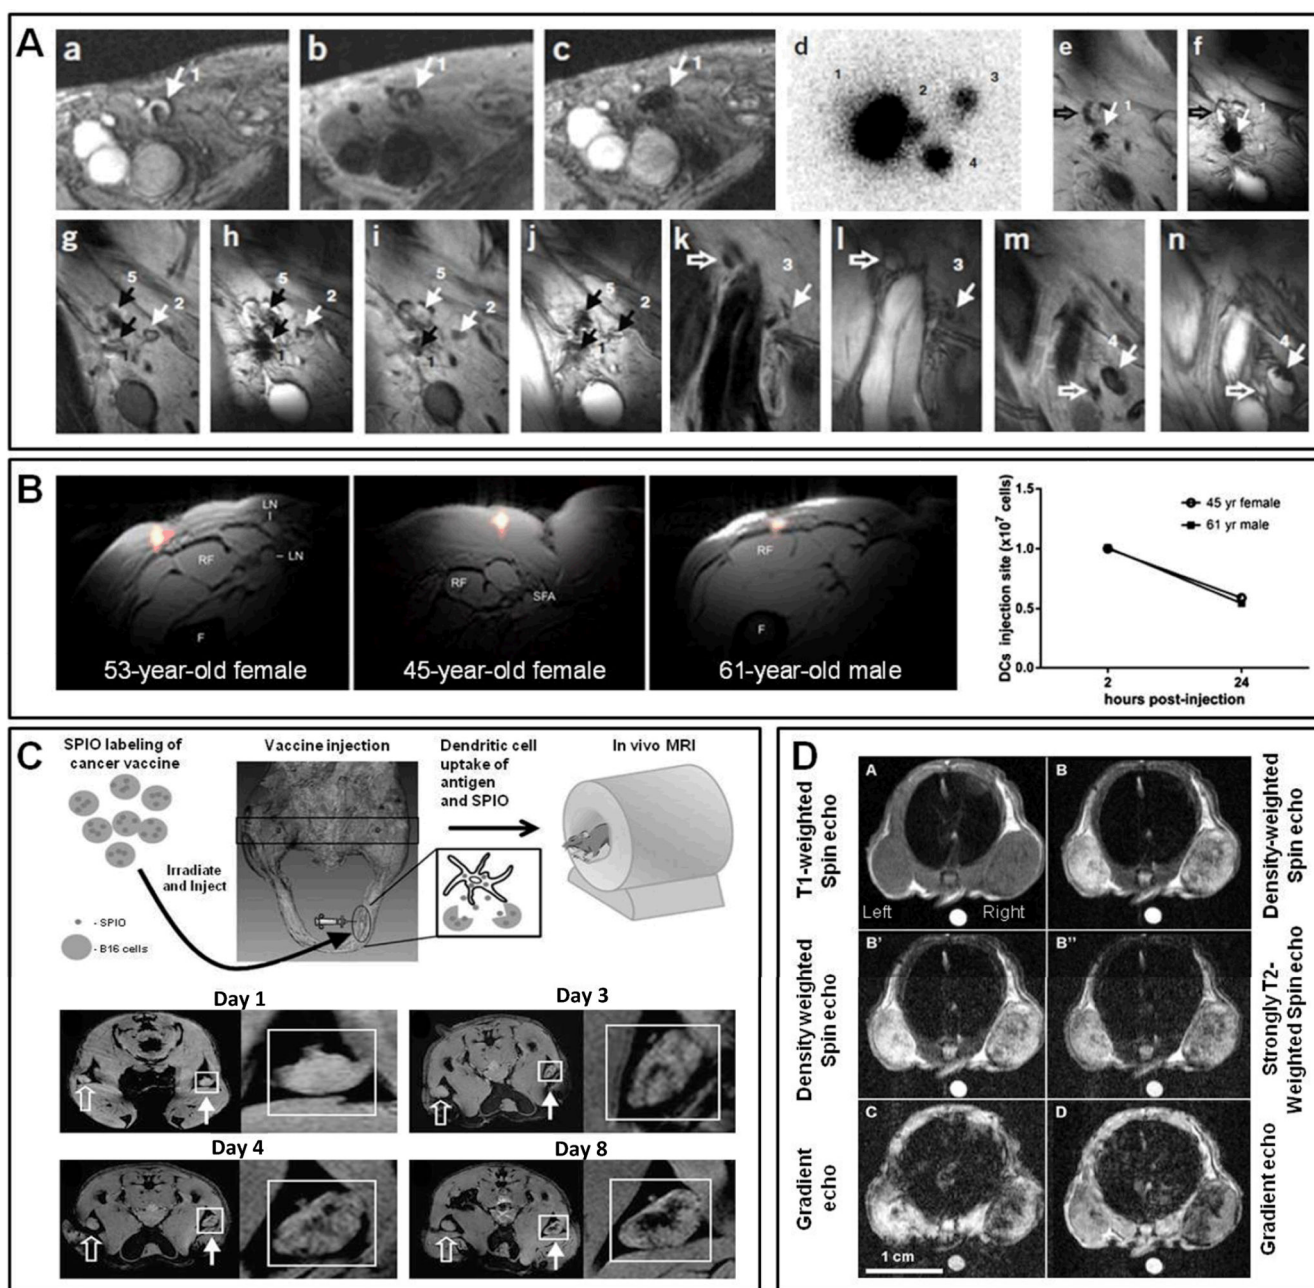 A
a
1
b
1
c
1
d
1
2
3
4
e
1
f
1
g
5
2
1
h
5
2
1
i
5
2
1
j
5
2
1
k
3
l
3
m
4
n
4
B
LN
LN
RF
F
53-year-old female
RF
SFA
45-year-old female
RF
F
61-year-old male
DCs injection site (x10⁷ cells)
1.5
1.0
0.5
0.0
45 yr female
61 yr male
2
24
hours post-injection
C
SPIO labeling of
cancer vaccine
Vaccine injection
Dendritic cell
uptake of
antigen
and SPIO
In vivo MRI
Irradiate
and Inject
- SPIO
- B16 cells
Day 1
Day 3
Day 4
Day 8
D
T1-weighted
Spin echo
A
Left
Right
B
Density-weighted
Spin echo
Density weighted
Spin echo
B'
B''
Strongly T2-
Weighted Spin echo
Gradient
echo
C
1 cm
D
Gradient echo